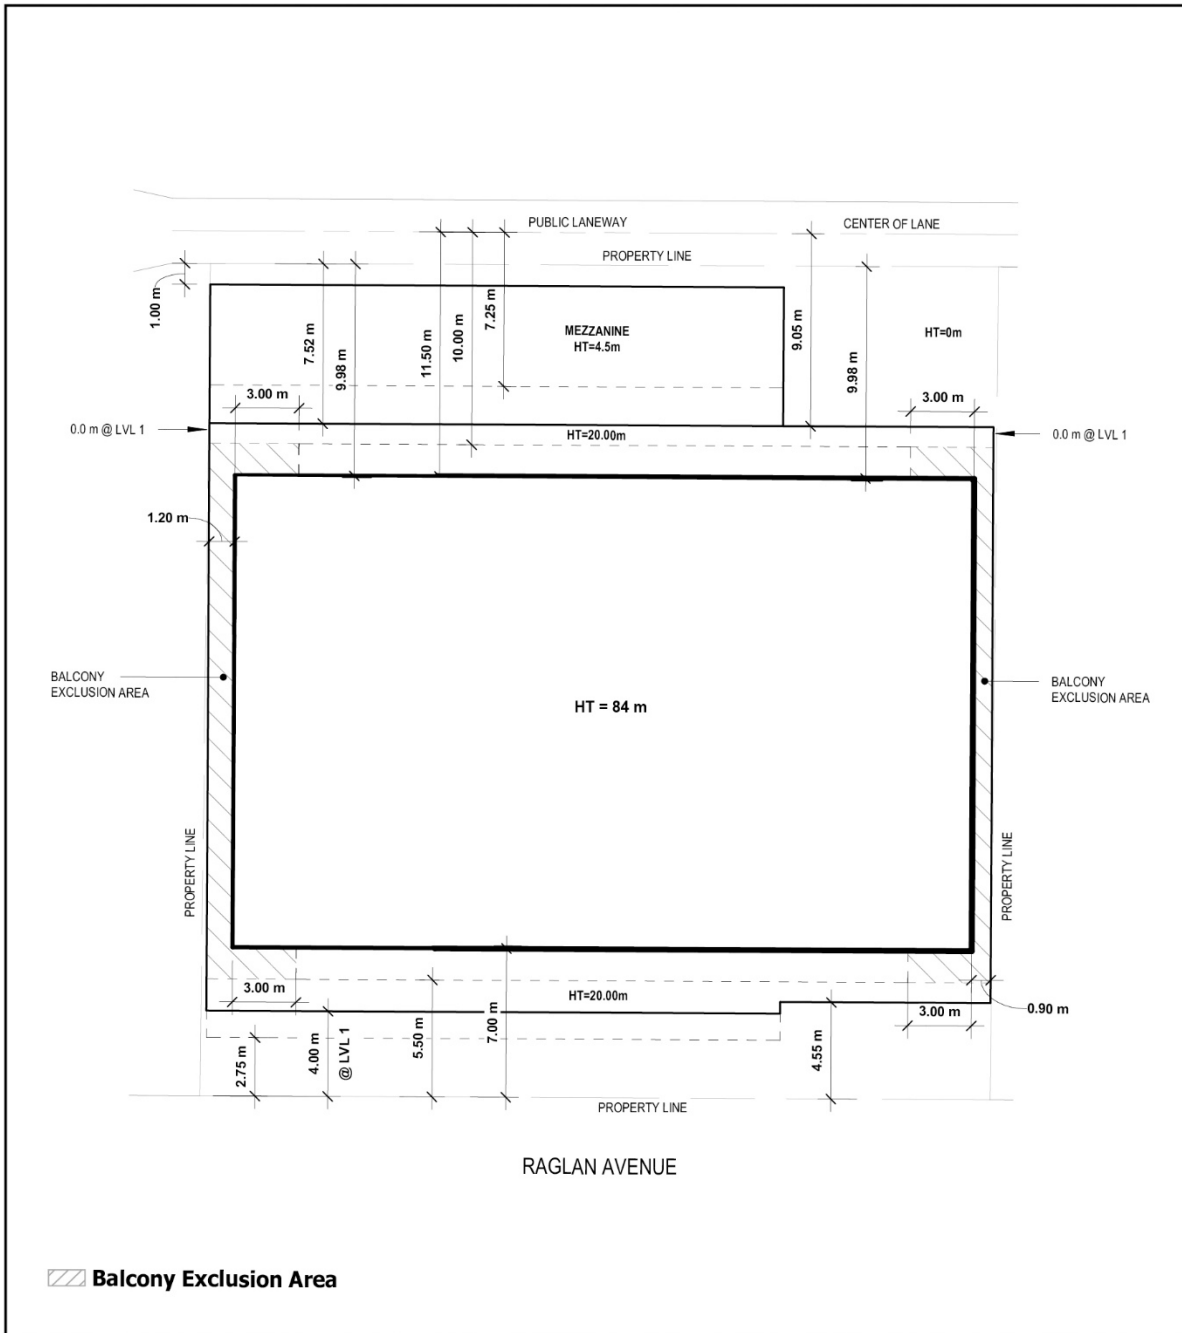 PUBLIC LANEWAY
CENTER OF LANE
PROPERTY LINE
1.00 m
7.52 m
9.98 m
11.50 m
10.00 m
7.25 m
MEZZANINE
HT=4.5m
9.05 m
9.98 m
HT=0m
3.00 m
3.00 m
0.0 m @ LVL 1
HT=20.00m
0.0 m @ LVL 1
1.20 m
BALCONY
EXCLUSION AREA
HT = 84 m
BALCONY
EXCLUSION AREA
PROPERTY LINE
PROPERTY LINE
3.00 m
HT=20.00m
3.00 m
0.90 m
2.75 m
4.00 m
@ LVL 1
5.50 m
7.00 m
4.55 m
PROPERTY LINE
RAGLAN AVENUE
Balcony Exclusion Area